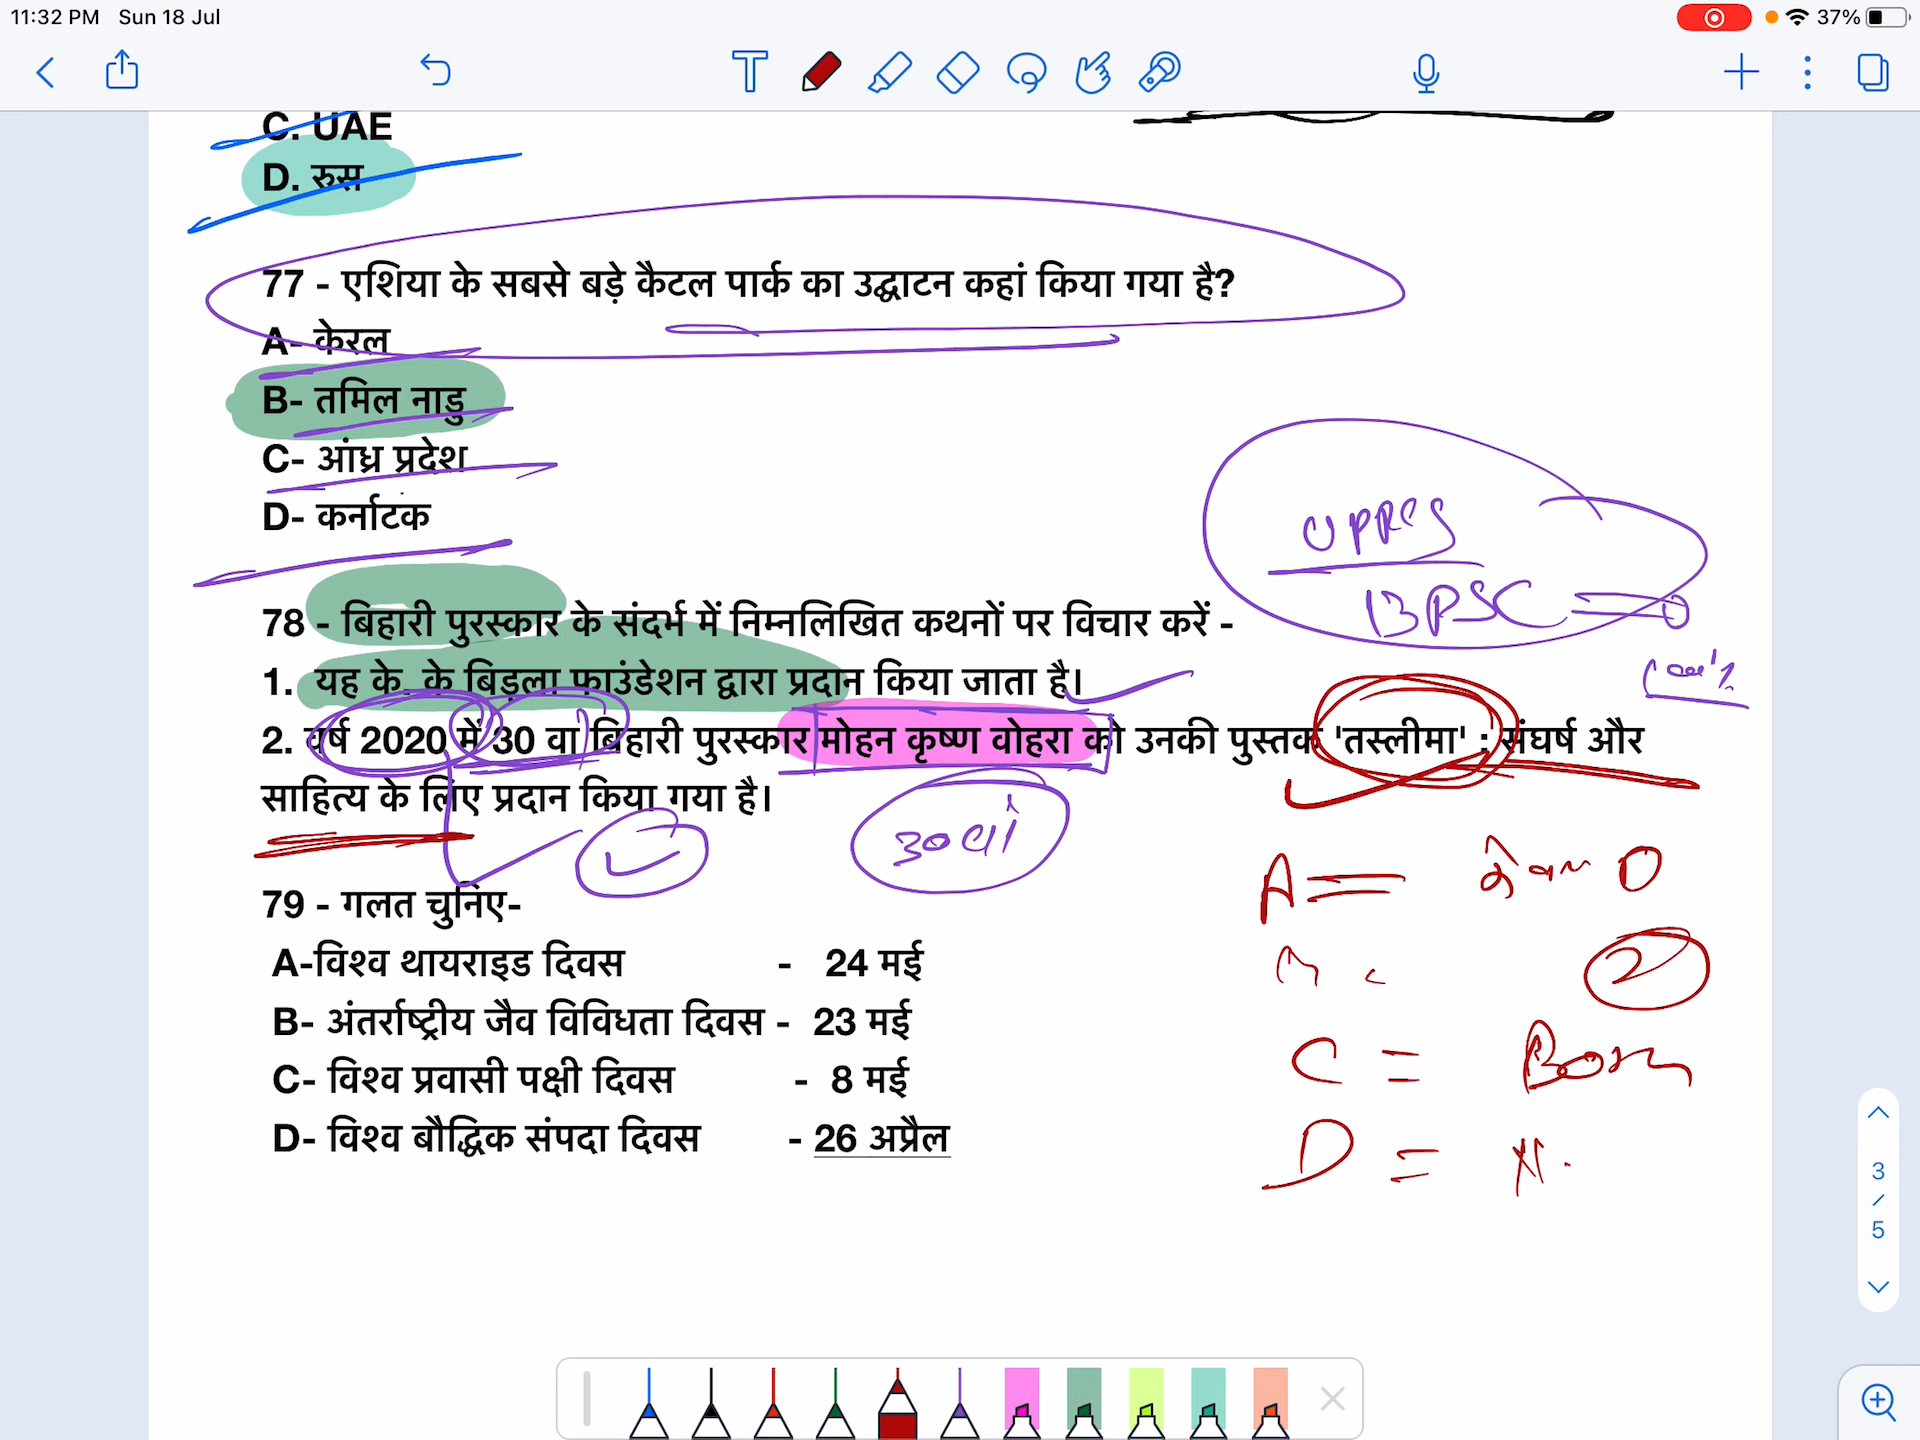 11:32 PM Sun 18 Jul
37%
C. UAE
D. रुस
77 - एशिया के सबसे बड़े कैटल पार्क का उद्घाटन कहां किया गया है?
A- केरल
B- तमिल नाडु
C- आंध्र प्रदेश
D- कर्नाटक
UPPCS
BPSC
78 - बिहारी पुरस्कार के संदर्भ में निम्नलिखित कथनों पर विचार करें -
1. यह के. के बिड़ला फाउंडेशन द्वारा प्रदान किया जाता है।
2. वर्ष 2020 में 30 वा बिहारी पुरस्कार मोहन कृष्ण वोहरा को उनकी पुस्तक 'तस्लीमा' : संघर्ष और
साहित्य के लिए प्रदान किया गया है।
30वां
79 - गलत चुनिए-
A-विश्व थायराइड दिवस - 24 मई
B- अंतर्राष्ट्रीय जैव विविधता दिवस - 23 मई
C- विश्व प्रवासी पक्षी दिवस - 8 मई
D- विश्व बौद्धिक संपदा दिवस - 26 अप्रैल
A =
2
C =
D =
3
/
5